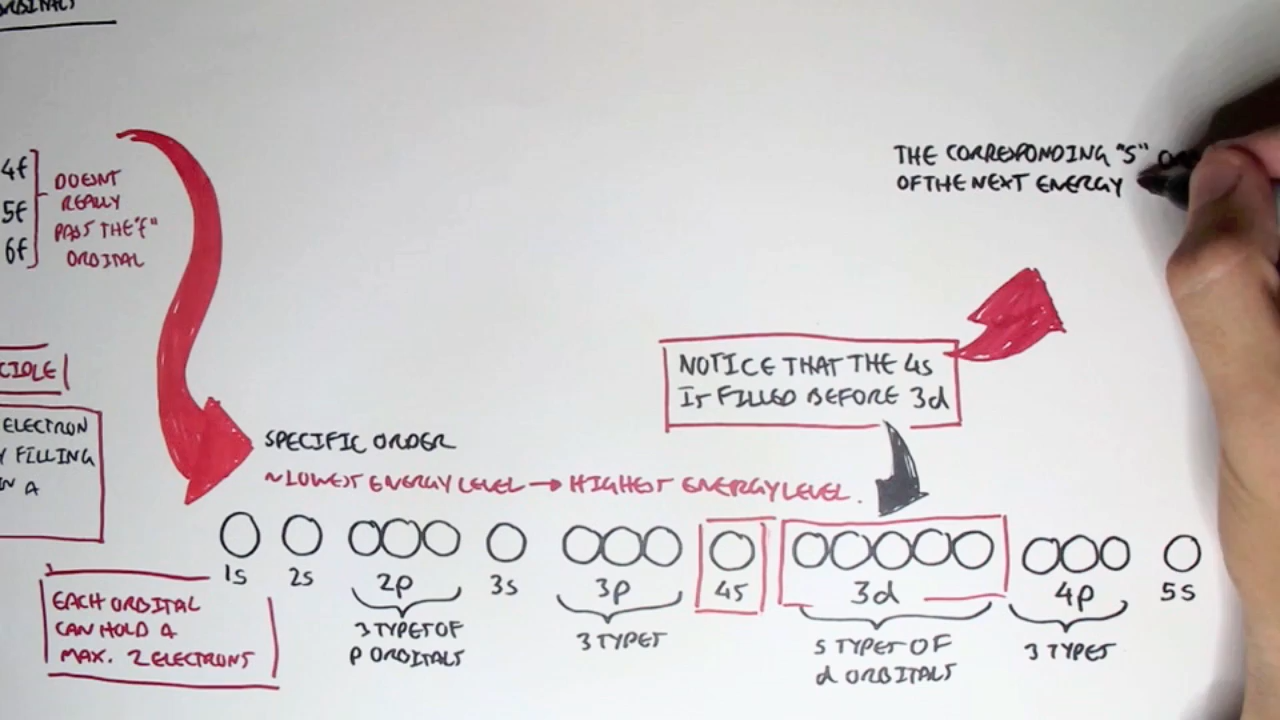 ORBITALS
4f
5f
6f
DOESNT
REALLY
PASS THE "f"
ORBITAL
THE CORRESPONDING "S"
OF THE NEXT ENERGY
CIPLE
ELECTRON
Y FILLING
IN A
NOTICE THAT THE 4s
IS FILLED BEFORE 3d
SPECIFIC ORDER
~ LOWEST ENERGY LEVEL → HIGHEST ENERGY LEVEL.
1s 2s 2p 3s 3p 4s 3d 4p 5s
EACH ORBITAL
CAN HOLD A
MAX. 2 ELECTRONS
3 TYPES OF
P ORBITALS
3 TYPES
5 TYPES OF
d ORBITALS
3 TYPES